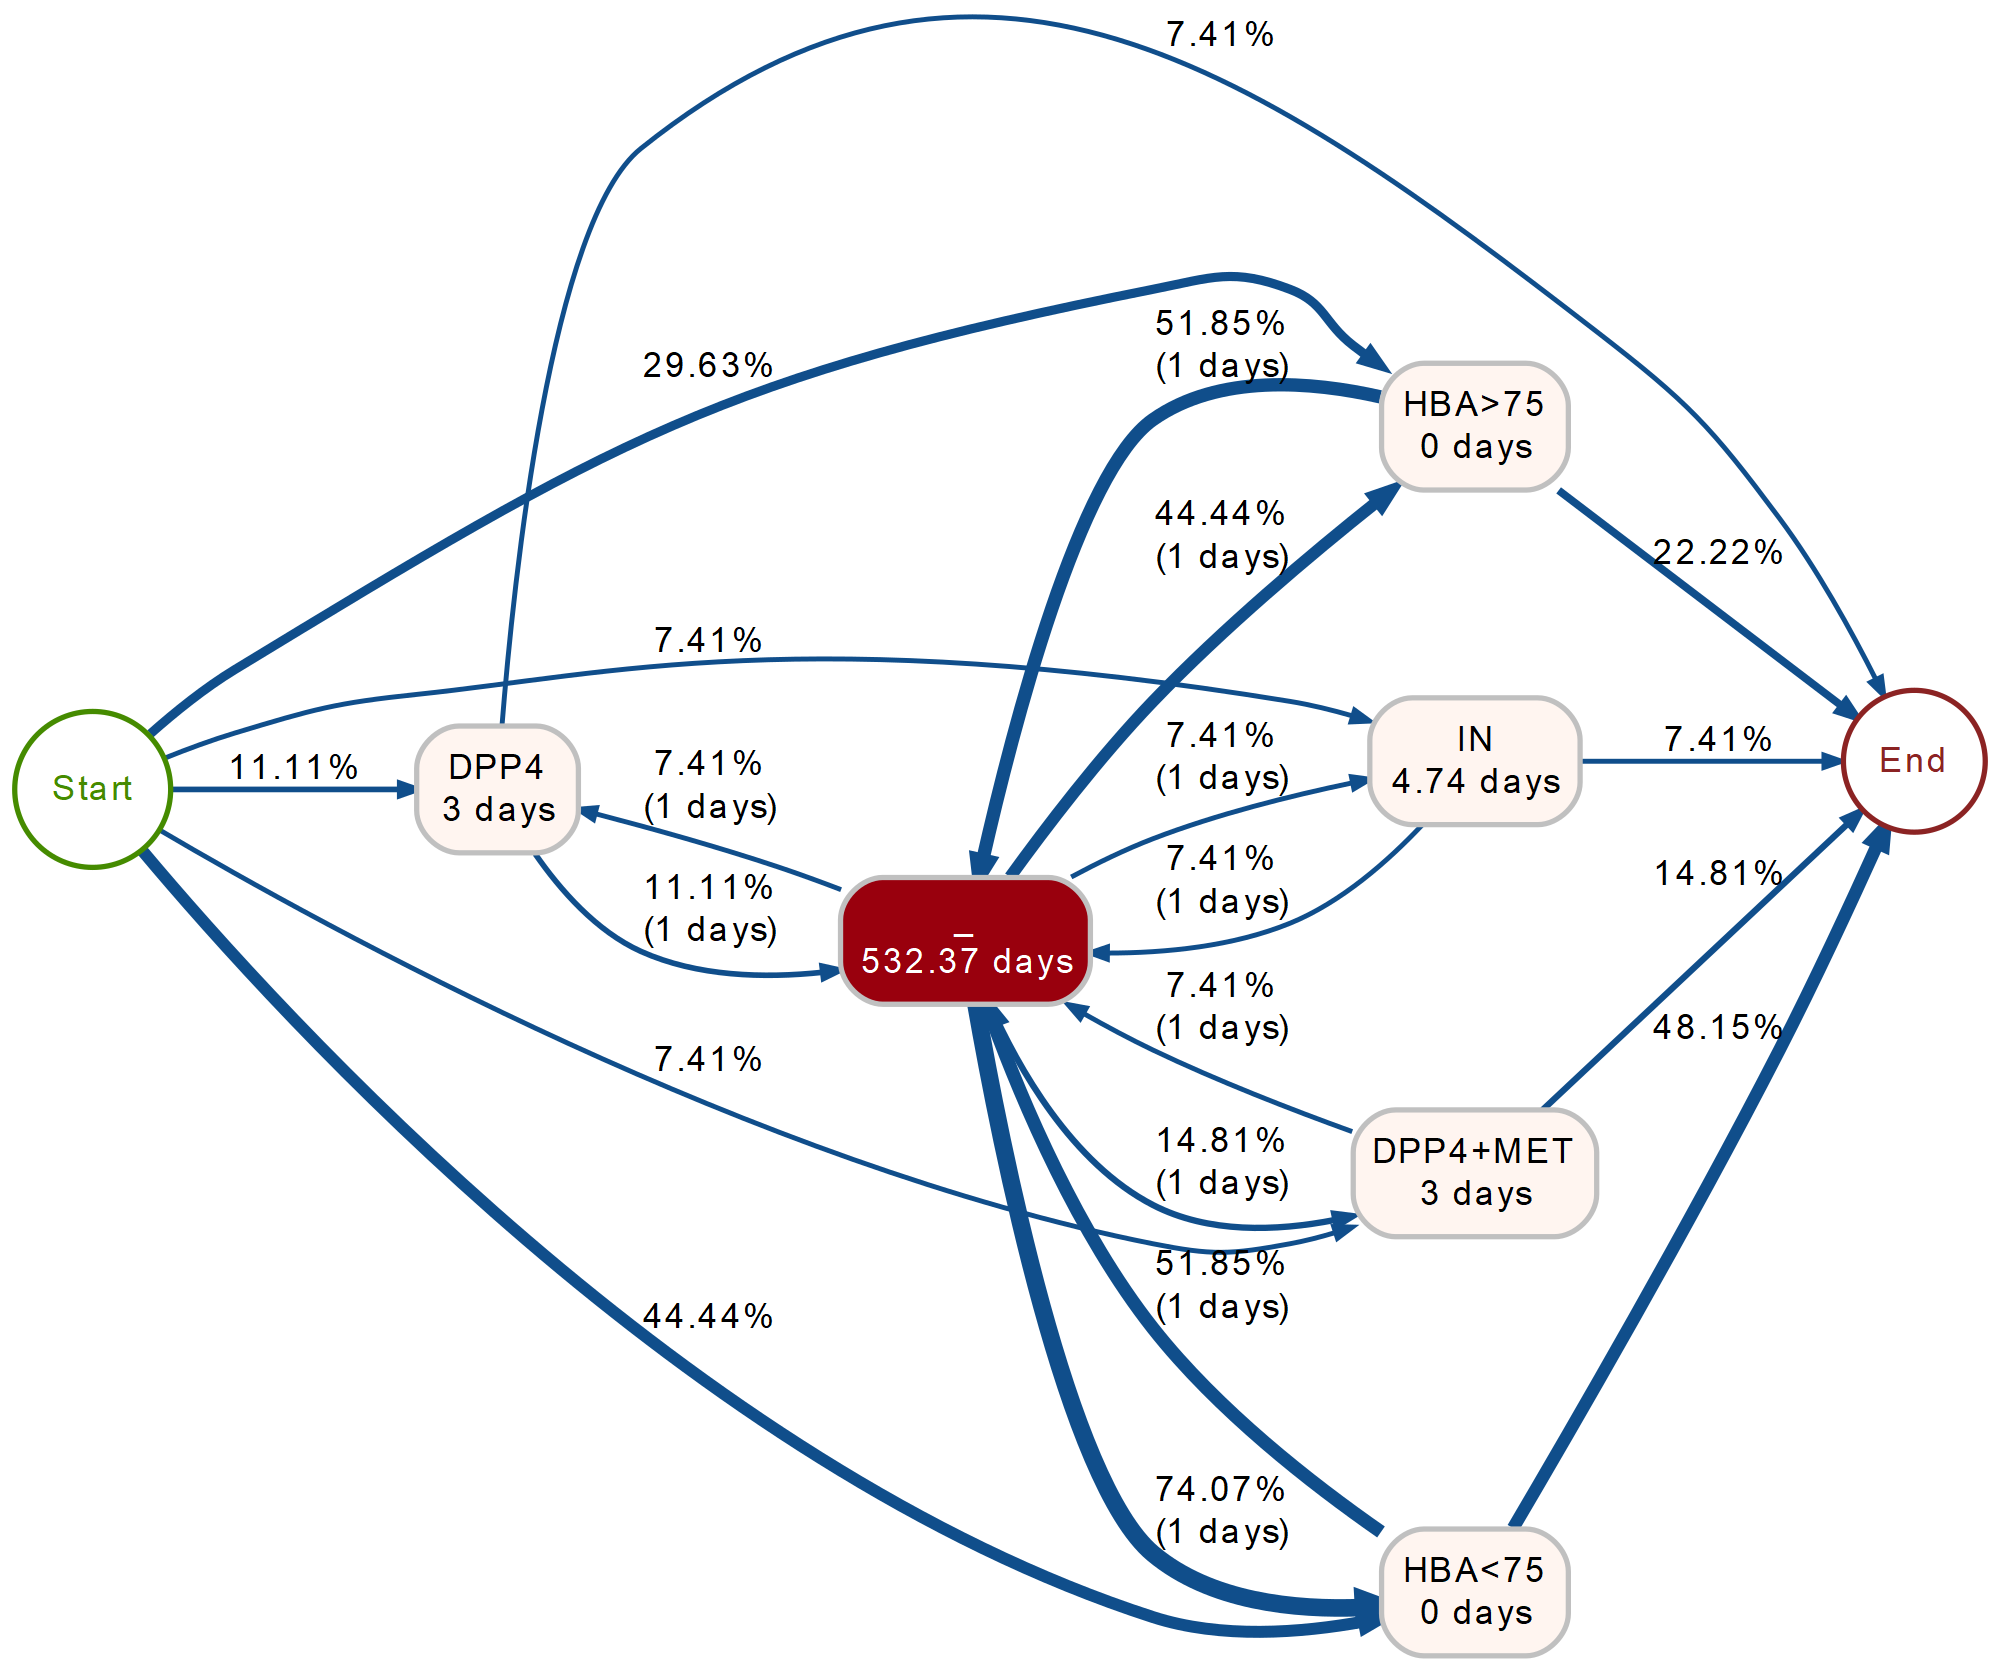 7.41%
29.63%
51.85%
(1 days)
HBA>75
0 days
44.44%
(1 days)
22.22%
7.41%
Start
11.11%
DPP4
3 days
7.41%
(1 days)
11.11%
(1 days)
_
532.37 days
7.41%
(1 days)
IN
4.74 days
7.41%
End
7.41%
(1 days)
7.41%
(1 days)
14.81%
48.15%
7.41%
14.81%
(1 days)
DPP4+MET
3 days
51.85%
(1 days)
44.44%
74.07%
(1 days)
HBA<75
0 days